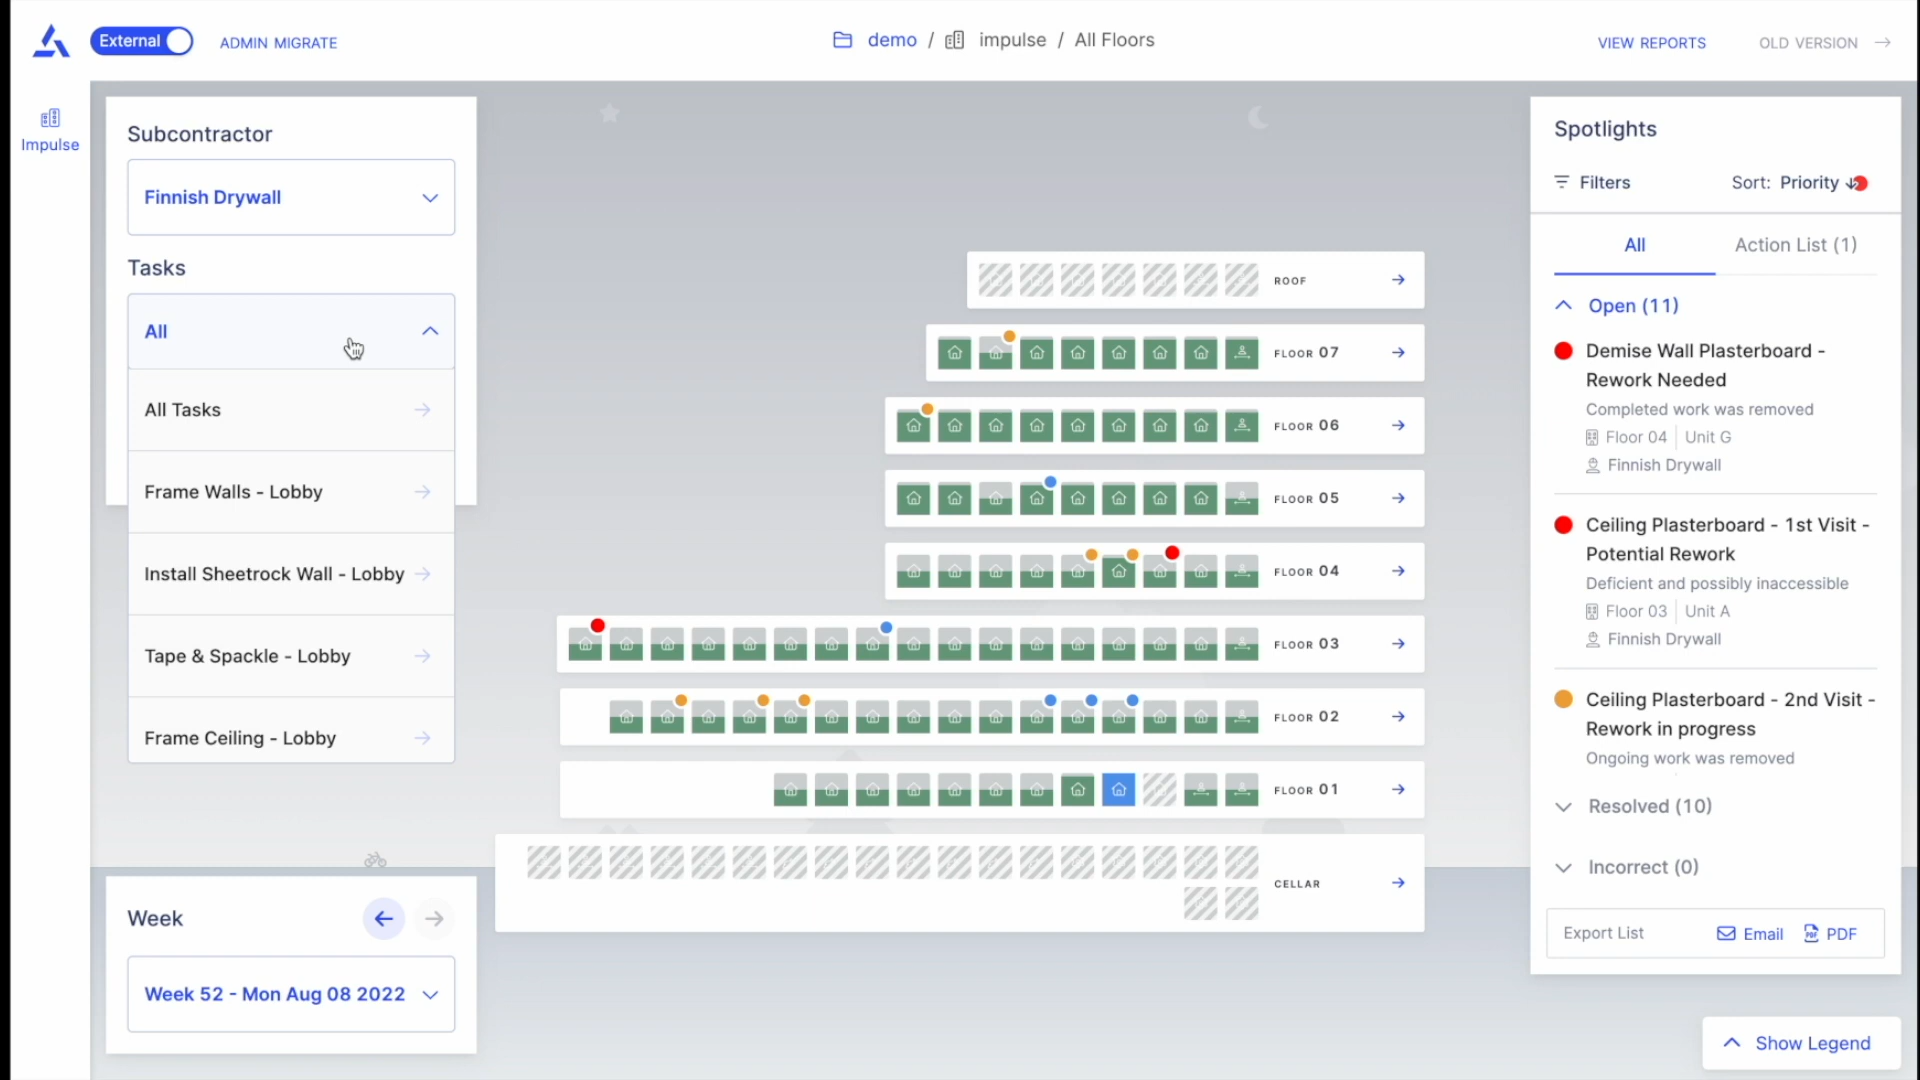 External
ADMIN MIGRATE
demo / impulse / All Floors
VIEW REPORTS
OLD VERSION
Impulse
Subcontractor
Finnish Drywall
Tasks
All
All Tasks
Frame Walls - Lobby
Install Sheetrock Wall - Lobby
Tape & Spackle - Lobby
Frame Ceiling - Lobby
Week
Week 52 - Mon Aug 08 2022
ROOF
FLOOR 07
FLOOR 06
FLOOR 05
FLOOR 04
FLOOR 03
FLOOR 02
FLOOR 01
CELLAR
Spotlights
Filters
Sort: Priority
All
Action List (1)
Open (11)
Demise Wall Plasterboard -
Rework Needed
Completed work was removed
Floor 04 | Unit G
Finnish Drywall
Ceiling Plasterboard - 1st Visit -
Potential Rework
Deficient and possibly inaccessible
Floor 03 | Unit A
Finnish Drywall
Ceiling Plasterboard - 2nd Visit -
Rework in progress
Ongoing work was removed
Resolved (10)
Incorrect (0)
Export List
Email
PDF
Show Legend